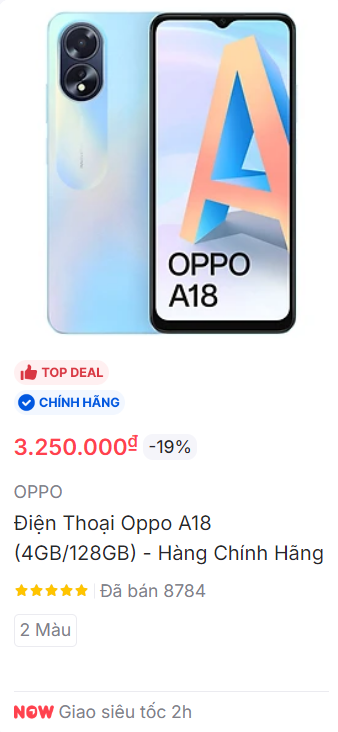 OPPO
A18
TOP DEAL
CHÍNH HÃNG
3.250.000₫ -19%
OPPO
Điện Thoại Oppo A18
(4GB/128GB) - Hàng Chính Hãng
Đã bán 8784
2 Màu
NOW Giao siêu tốc 2h